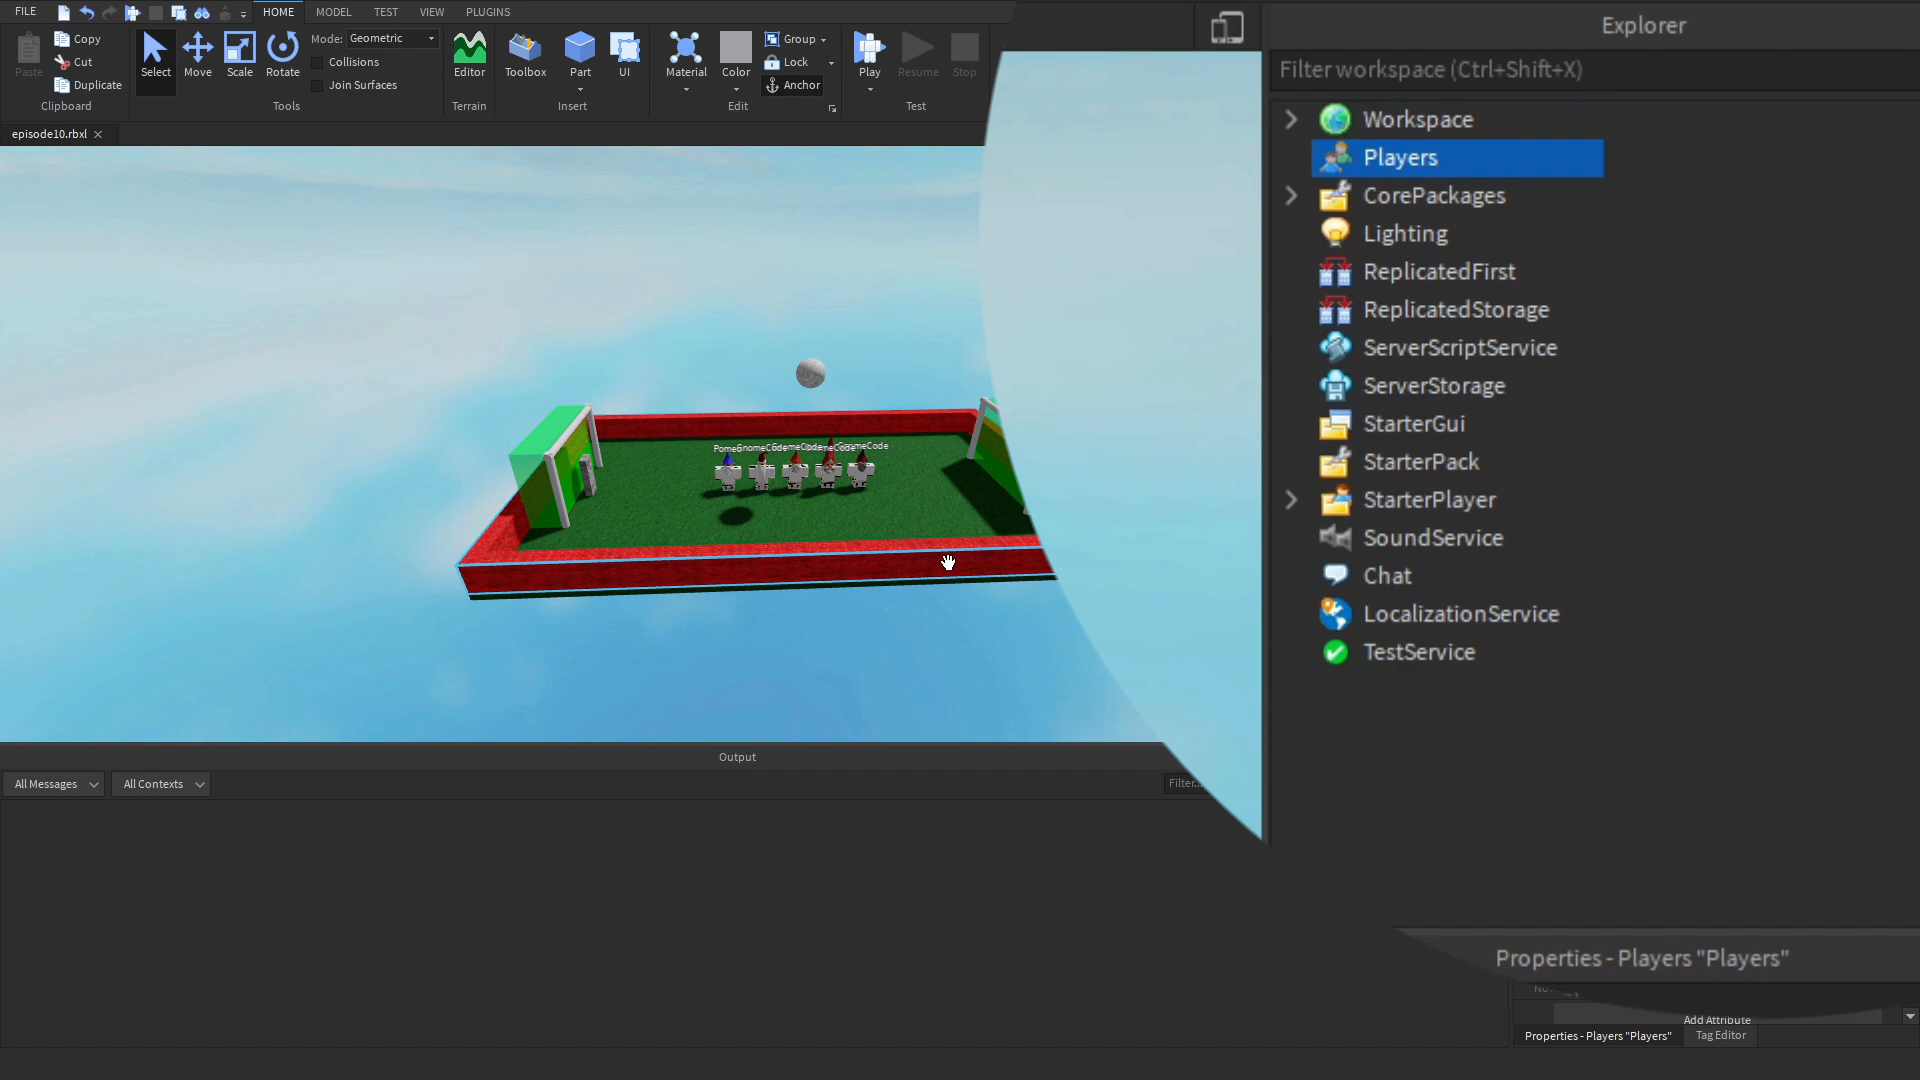 FILE
HOME
MODEL
TEST
VIEW
PLUGINS
Paste
Copy
Cut
Duplicate
Clipboard
Select
Move
Scale
Rotate
Mode: Geometric
Collisions
Join Surfaces
Tools
Editor
Terrain
Toolbox
Part
UI
Insert
Material
Color
Group
Lock
Anchor
Edit
Play
Resume
Stop
Test
episode10.rbxl
GnomeCode
Output
All Messages
All Contexts
Filter...
Explorer
Filter workspace (Ctrl+Shift+X)
Workspace
Players
CorePackages
Lighting
ReplicatedFirst
ReplicatedStorage
ServerScriptService
ServerStorage
StarterGui
StarterPack
StarterPlayer
SoundService
Chat
LocalizationService
TestService
Properties - Players "Players"
Add Attribute
Properties - Players "Players"
Tag Editor